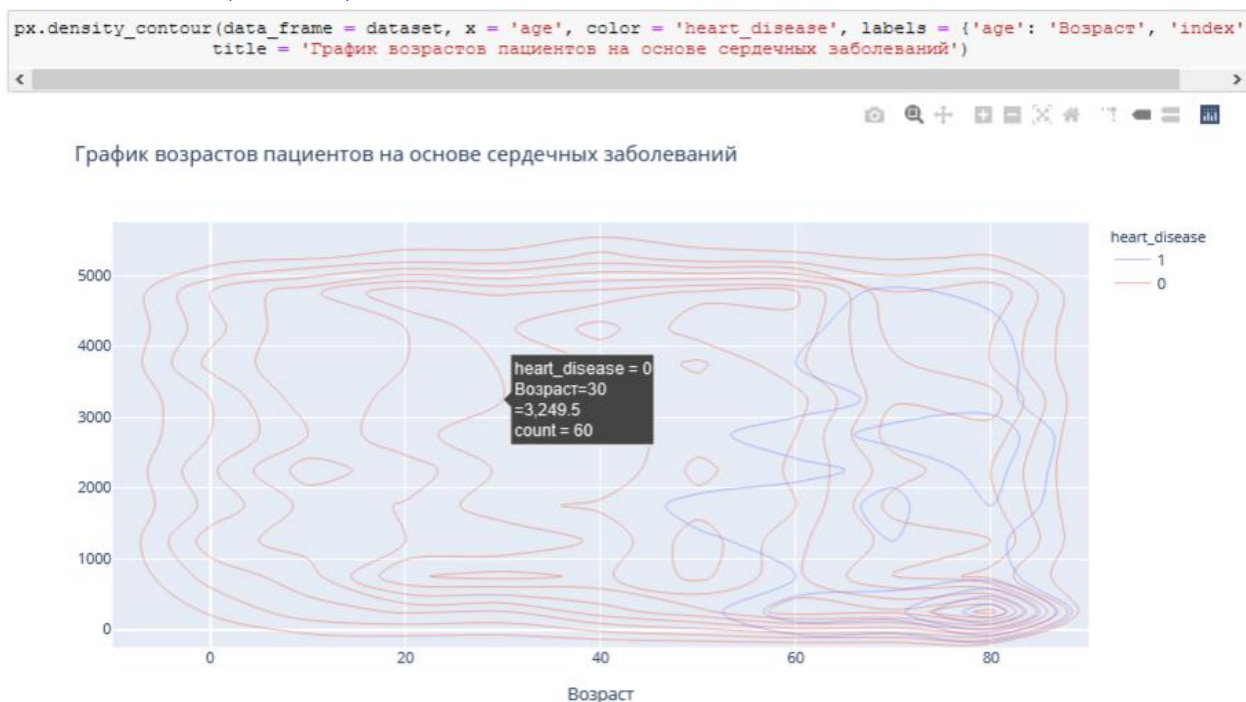 px.density_contour(data_frame = dataset, x = 'age', color = 'heart_disease', labels = {'age': 'Возраст', 'index'
title = 'График возрастов пациентов на основе сердечных заболеваний')
График возрастов пациентов на основе сердечных заболеваний
heart_disease
1
0
5000
4000
3000
2000
1000
0
heart_disease = 0
Возраст=30
=3,249.5
count = 60
0
20
40
60
80
Возраст